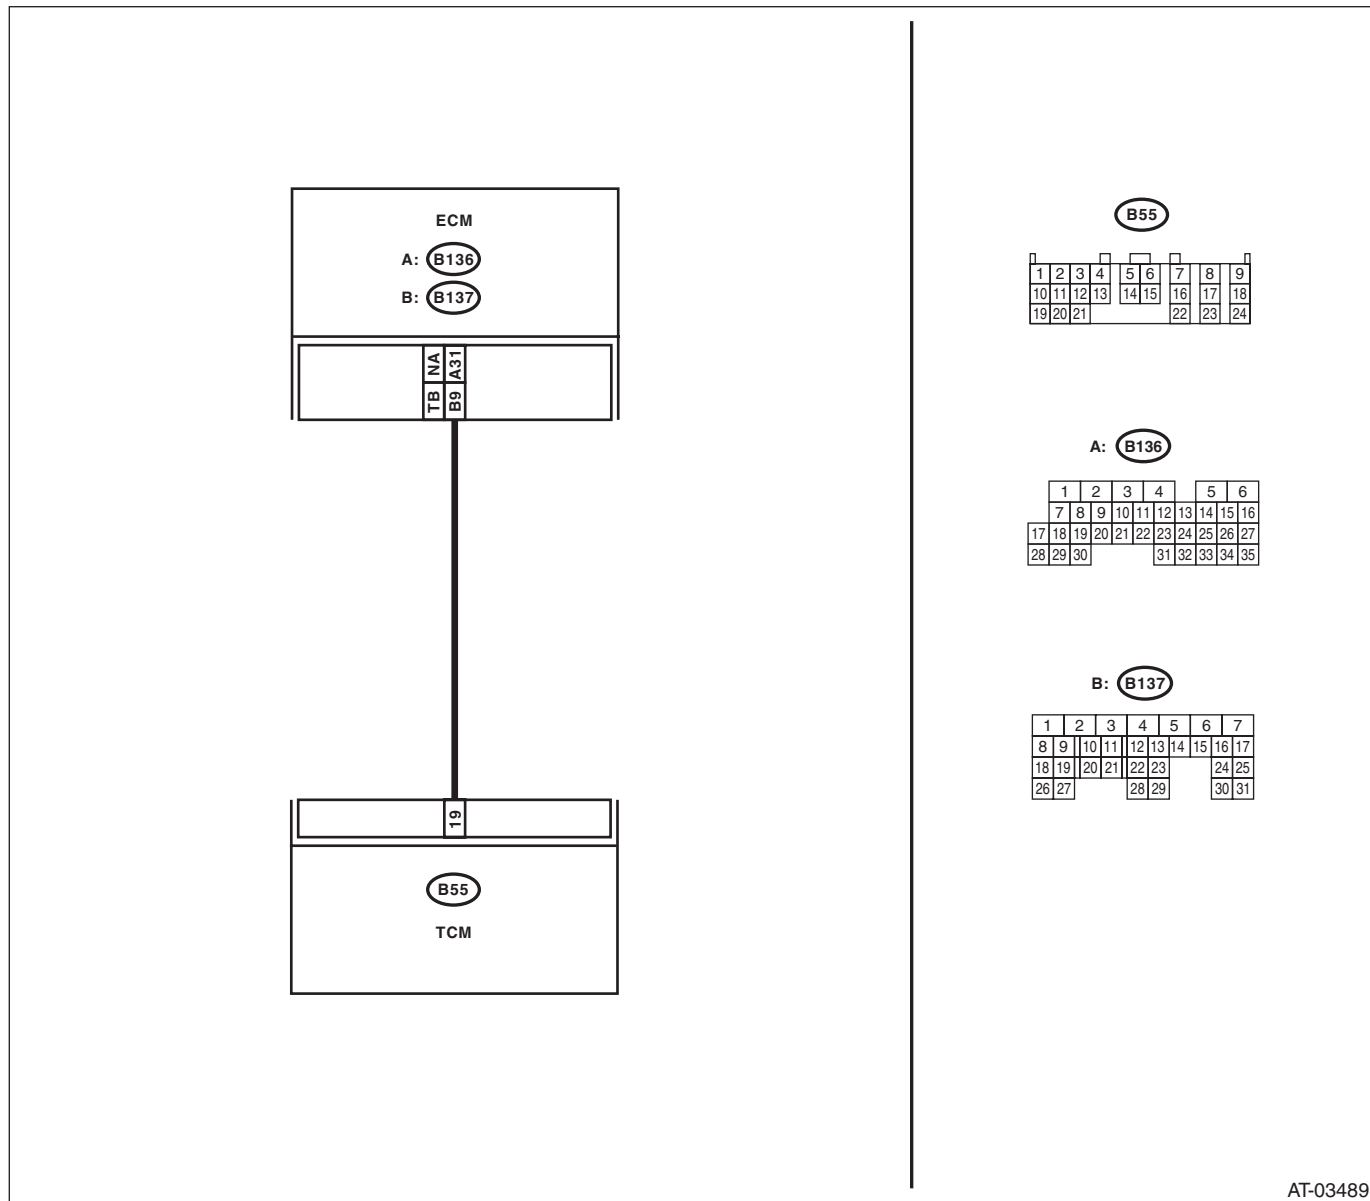 ECM
A: B136
B: B137
NA A31
TB B9
19
B55
TCM
B55
1 2 3 4 5 6 7 8 9
10 11 12 13 14 15 16 17 18
19 20 21 22 23 24
A: B136
1 2 3 4 5 6
7 8 9 10 11 12 13 14 15 16
17 18 19 20 21 22 23 24 25 26 27
28 29 30 31 32 33 34 35
B: B137
1 2 3 4 5 6 7
8 9 10 11 12 13 14 15 16 17
18 19 20 21 22 23 24 25
26 27 28 29 30 31
AT-03489